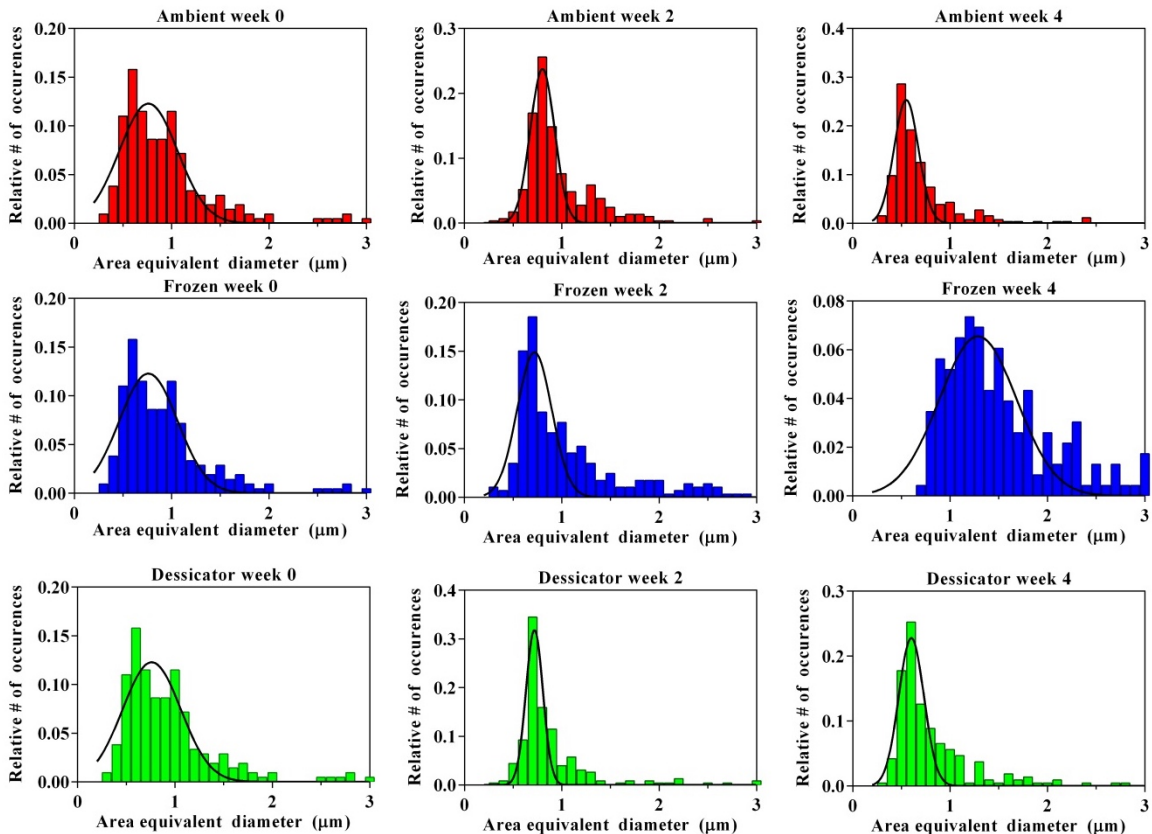 Ambient week 0
Relative # of occurences
0.20
0.15
0.10
0.05
0.00
0
1
2
3
Area equivalent diameter (μm)
Ambient week 2
Relative # of occurences
0.3
0.2
0.1
0.0
0
1
2
3
Area equivalent diameter (μm)
Ambient week 4
Relative # of occurences
0.4
0.3
0.2
0.1
0.0
0
1
2
3
Area equivalent diameter (μm)
Frozen week 0
Relative # of occurences
0.20
0.15
0.10
0.05
0.00
0
1
2
3
Area equivalent diameter (μm)
Frozen week 2
Relative # of occurences
0.20
0.15
0.10
0.05
0.00
0
1
2
3
Area equivalent diameter (μm)
Frozen week 4
Relative # of occurences
0.08
0.06
0.04
0.02
0.00
0
1
2
3
Area equivalent diameter (μm)
Dessicator week 0
Relative # of occurences
0.20
0.15
0.10
0.05
0.00
0
1
2
3
Area equivalent diameter (μm)
Dessicator week 2
Relative # of occurences
0.4
0.3
0.2
0.1
0.0
0
1
2
3
Area equivalent diameter (μm)
Dessicator week 4
Relative # of occurences
0.3
0.2
0.1
0.0
0
1
2
3
Area equivalent diameter (μm)